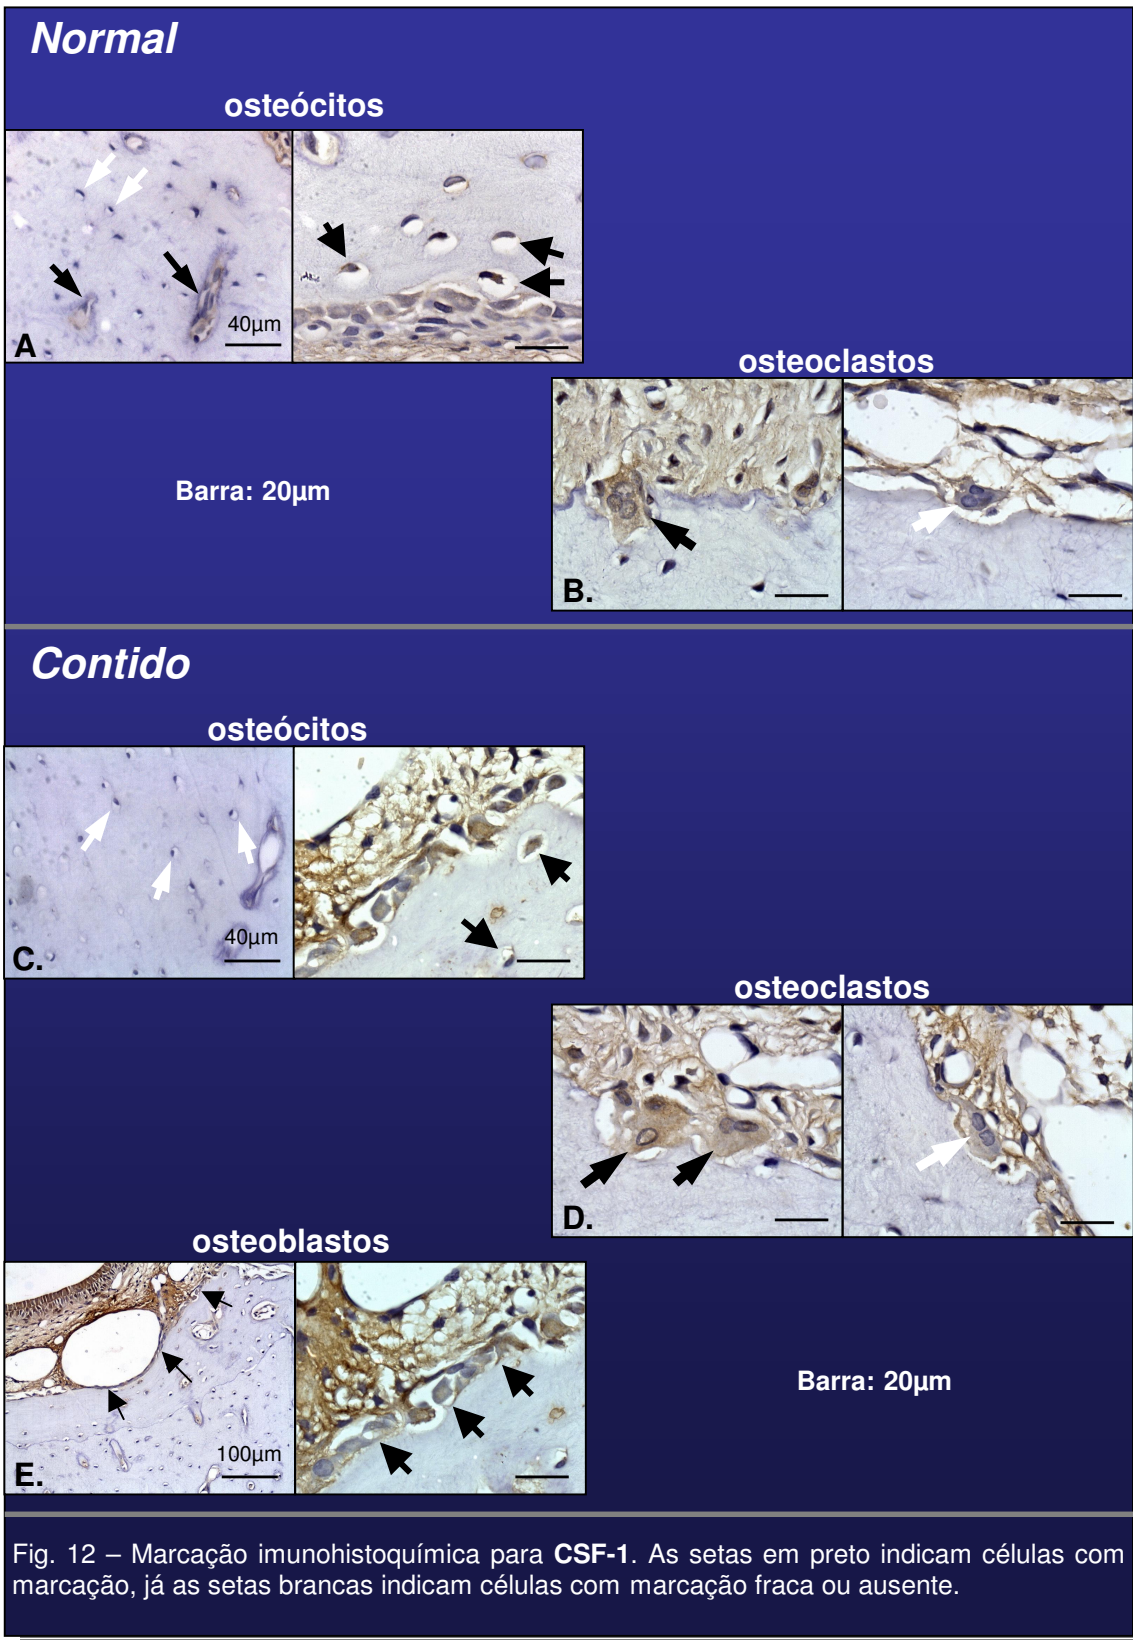 Normal
osteócitos
40µm
A
osteoclastos
Barra: 20µm
B.
Contido
osteócitos
40µm
C.
osteoclastos
D.
osteoblastos
Barra: 20µm
100µm
E.
Fig. 12 – Marcação imunohistoquímica para CSF-1. As setas em preto indicam células com
marcação, já as setas brancas indicam células com marcação fraca ou ausente.